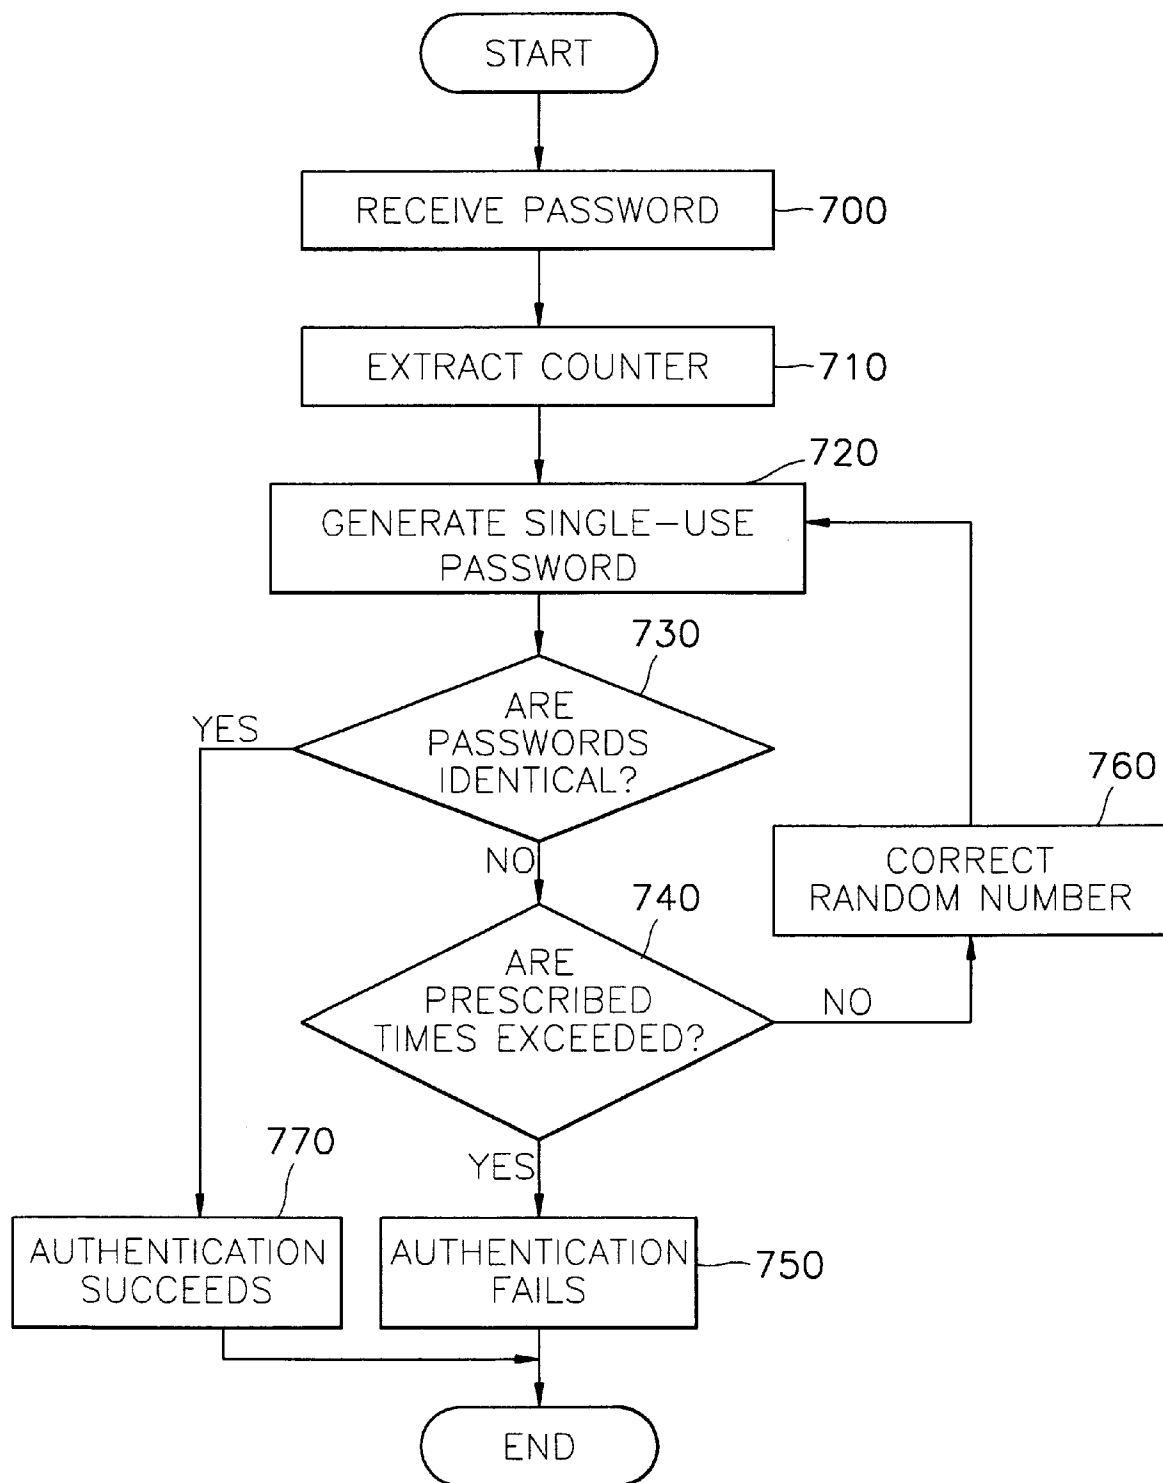 START
RECEIVE PASSWORD
700
EXTRACT COUNTER
710
720
GENERATE SINGLE-USE
PASSWORD
730
ARE
PASSWORDS
IDENTICAL?
YES
NO
760
CORRECT
RANDOM NUMBER
740
ARE
PRESCRIBED
TIMES EXCEEDED?
NO
YES
770
AUTHENTICATION
SUCCEEDS
AUTHENTICATION
FAILS
750
END